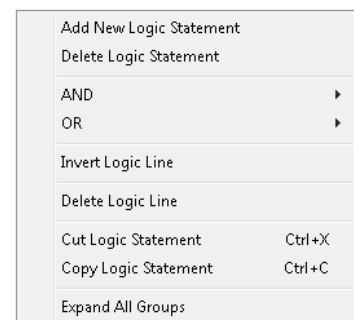 Add New Logic Statement
Delete Logic Statement
AND
OR
Invert Logic Line
Delete Logic Line
Cut Logic Statement Ctrl+X
Copy Logic Statement Ctrl+C
Expand All Groups